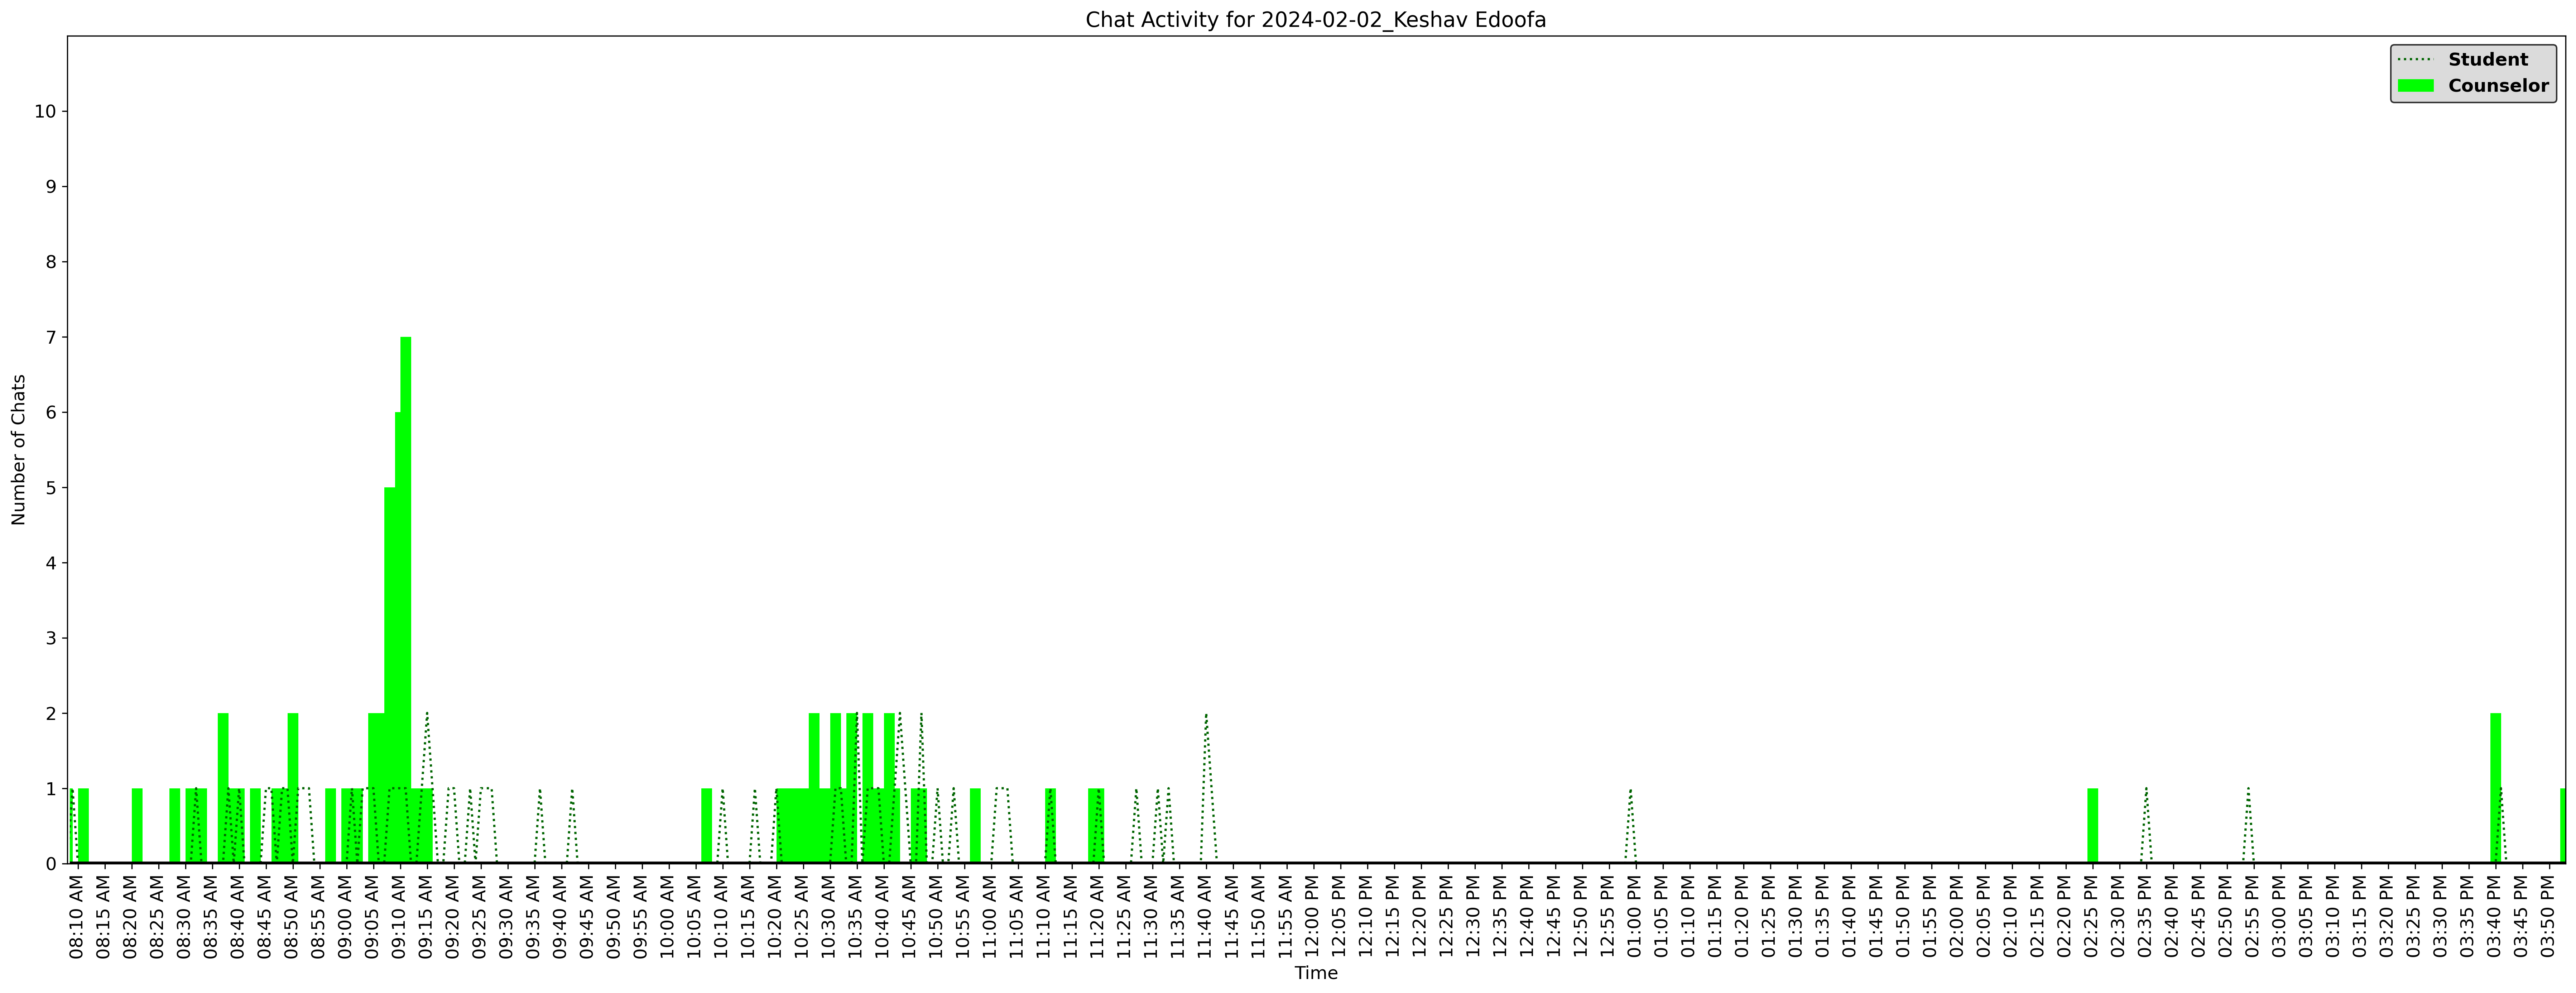 Chat Activity for 2024-02-02_Keshav Edoofa
Student
Counselor
10
9
8
7
6
5
4
3
2
1
0
Number of Chats
08:10 AM
08:15 AM
08:20 AM
08:25 AM
08:30 AM
08:35 AM
08:40 AM
08:45 AM
08:50 AM
08:55 AM
09:00 AM
09:05 AM
09:10 AM
09:15 AM
09:20 AM
09:25 AM
09:30 AM
09:35 AM
09:40 AM
09:45 AM
09:50 AM
09:55 AM
10:00 AM
10:05 AM
10:10 AM
10:15 AM
10:20 AM
10:25 AM
10:30 AM
10:35 AM
10:40 AM
10:45 AM
10:50 AM
10:55 AM
11:00 AM
11:05 AM
11:10 AM
11:15 AM
11:20 AM
11:25 AM
11:30 AM
11:35 AM
11:40 AM
11:45 AM
11:50 AM
11:55 AM
12:00 PM
12:05 PM
12:10 PM
12:15 PM
12:20 PM
12:25 PM
12:30 PM
12:35 PM
12:40 PM
12:45 PM
12:50 PM
12:55 PM
01:00 PM
01:05 PM
01:10 PM
01:15 PM
01:20 PM
01:25 PM
01:30 PM
01:35 PM
01:40 PM
01:45 PM
01:50 PM
01:55 PM
02:00 PM
02:05 PM
02:10 PM
02:15 PM
02:20 PM
02:25 PM
02:30 PM
02:35 PM
02:40 PM
02:45 PM
02:50 PM
02:55 PM
03:00 PM
03:05 PM
03:10 PM
03:15 PM
03:20 PM
03:25 PM
03:30 PM
03:35 PM
03:40 PM
03:45 PM
03:50 PM
Time